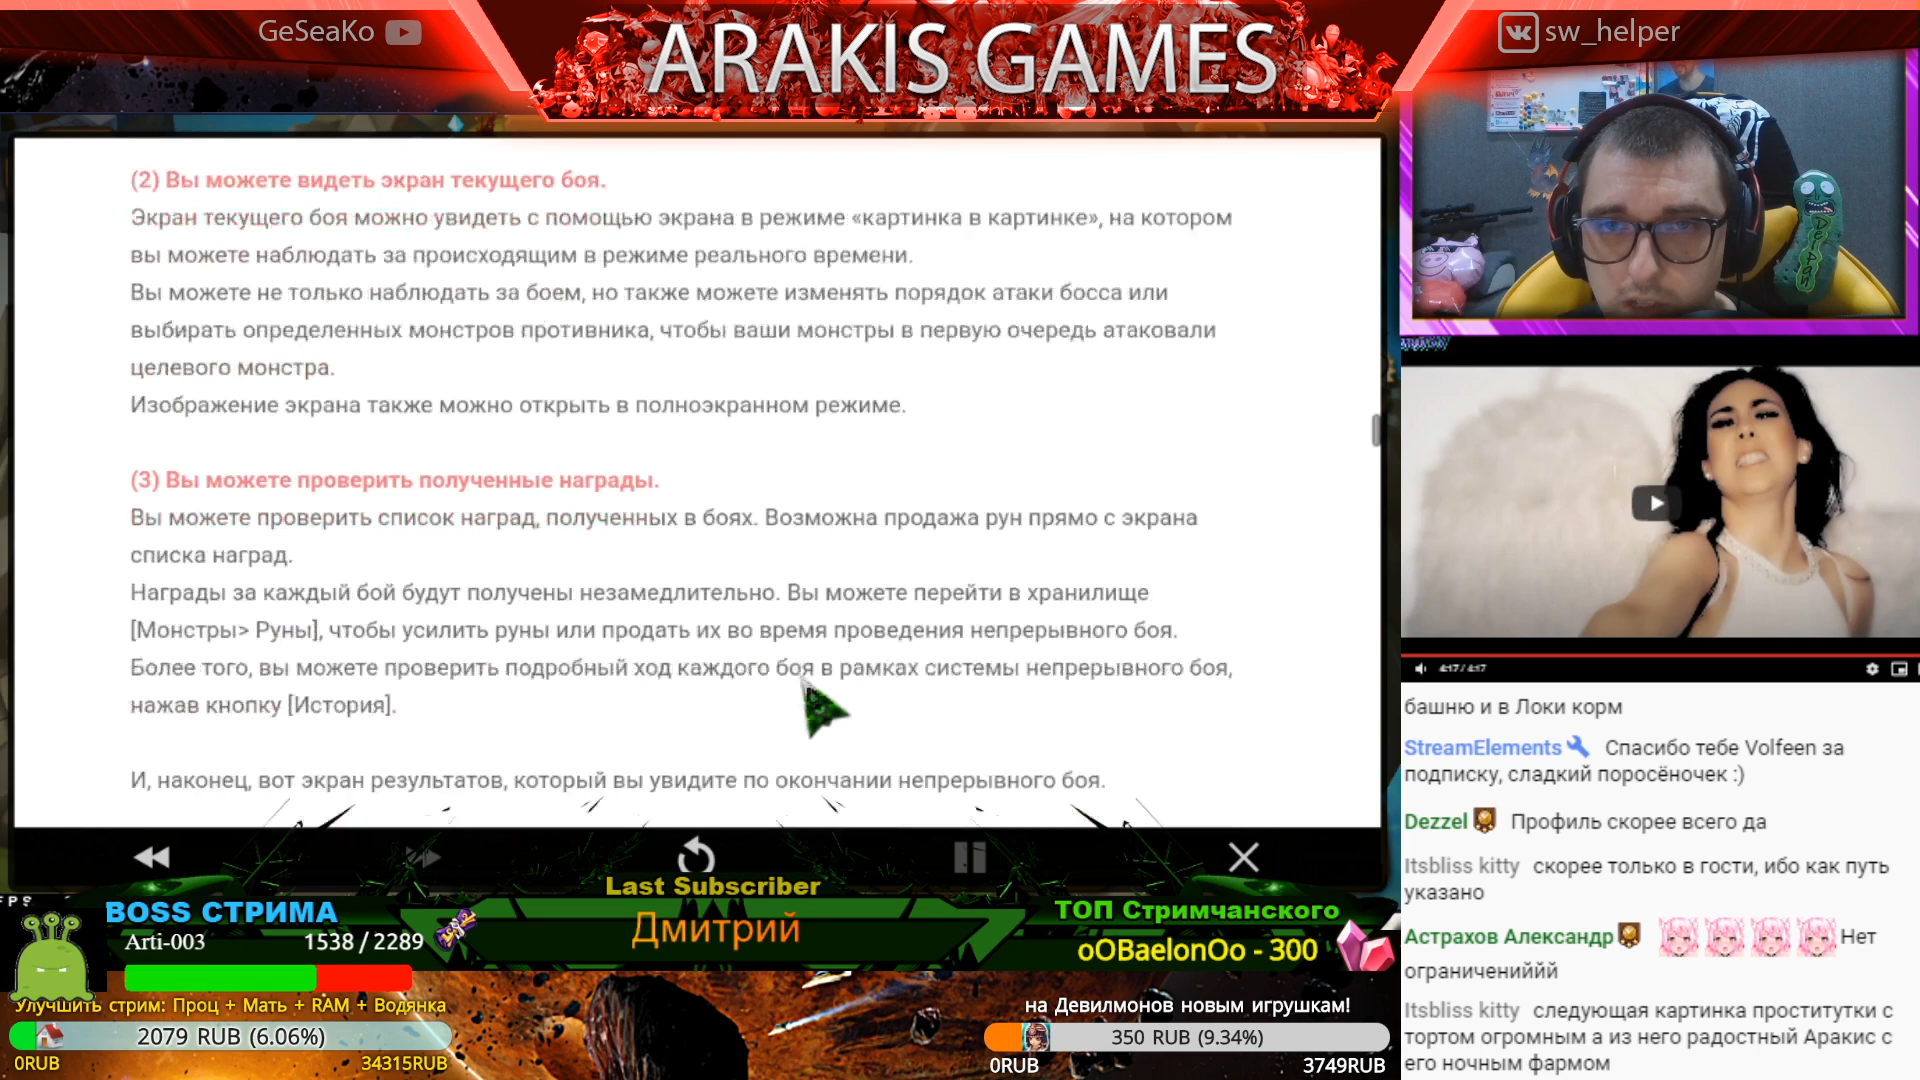 GeSeaKo
ARAKIS GAMES
sw_helper
(2) Вы можете видеть экран текущего боя.
Экран текущего боя можно увидеть с помощью экрана в режиме «картинка в картинке», на котором
вы можете наблюдать за происходящим в режиме реального времени.
Вы можете не только наблюдать за боем, но также можете изменять порядок атаки босса или
выбирать определенных монстров противника, чтобы ваши монстры в первую очередь атаковали
целевого монстра.
Изображение экрана также можно открыть в полноэкранном режиме.
(3) Вы можете проверить полученные награды.
Вы можете проверить список наград, полученных в боях. Возможна продажа рун прямо с экрана
списка наград.
Награды за каждый бой будут получены незамедлительно. Вы можете перейти в хранилище
[Монстры> Руны], чтобы усилить руны или продать их во время проведения непрерывного боя.
Более того, вы можете проверить подробный ход каждого боя в рамках системы непрерывного боя,
нажав кнопку [История].
И, наконец, вот экран результатов, который вы увидите по окончании непрерывного боя.
4:17 / 4:17
башню и в Локи корм
StreamElements Спасибо тебе Volfeen за
подписку, сладкий поросёночек :)
Dezzel Профиль скорее всего да
Itsbliss kitty скорее только в гости, ибо как путь
указано
Астрахов Александр Нет
ограничениййй
Itsbliss kitty следующая картинка проститутки с
тортом огромным а из него радостный Аракис с
его ночным фармом
BOSS СТРИМА
Arti-003 1538 / 2289
Last Subscriber
Дмитрий
ТОП Стримчанского
oOBaelonOo - 300
Улучшить стрим: Проц + Мать + RAM + Водянка
2079 RUB (6.06%)
0RUB 34315RUB
на Девилмонов новым игрушкам!
350 RUB (9.34%)
0RUB 3749RUB